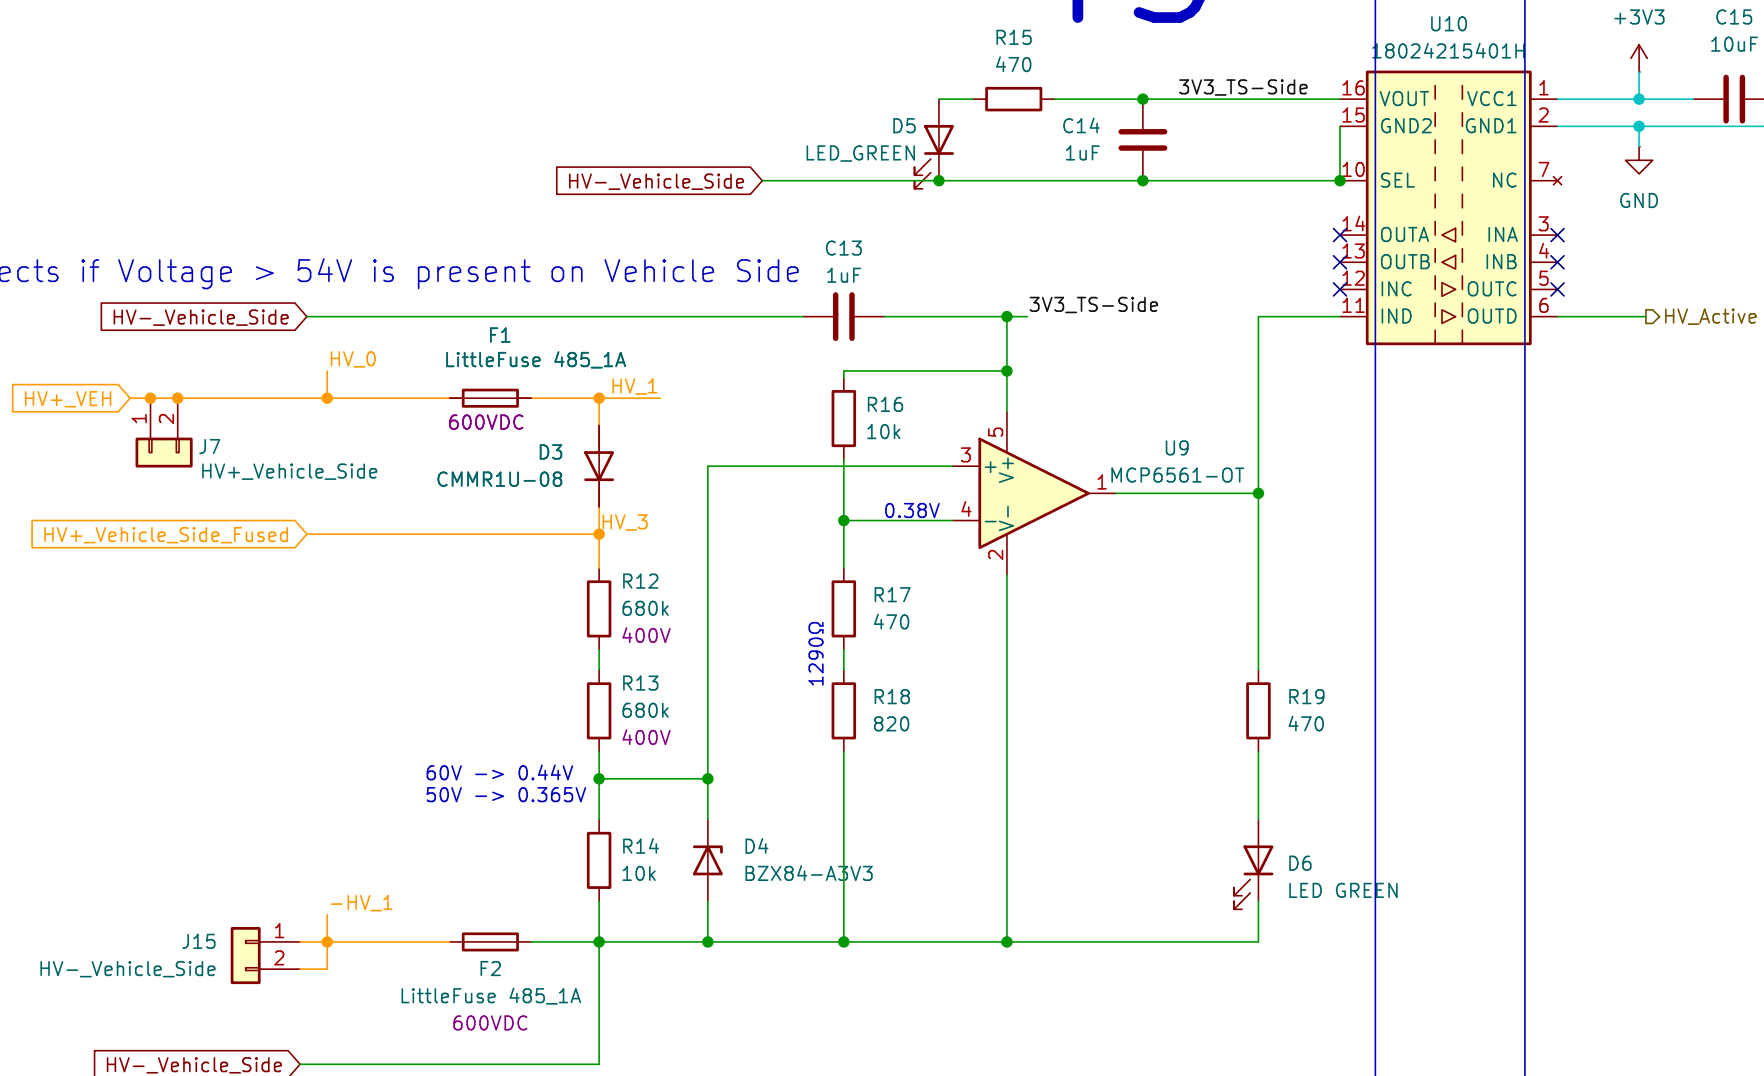 R15
470
U10
18024215401H
+3V3
C15
10uF
3V3_TS-Side
16
15
10
14
13
12
11
VOUT
GND2
SEL
OUTA
OUTB
INC
IND
VCC1
GND1
NC
INA
INB
OUTC
OUTD
1
2
7
3
4
5
6
GND
HV_Active
D5
LED_GREEN
C14
1uF
HV-_Vehicle_Side
ects if Voltage > 54V is present on Vehicle Side
C13
1uF
HV-_Vehicle_Side
3V3_TS-Side
F1
LittleFuse 485_1A
600VDC
HV_0
HV_1
HV+_VEH
1
2
J7
HV+_Vehicle_Side
D3
CMMR1U-08
HV+_Vehicle_Side_Fused
HV_3
R16
10k
3
4
5
2
1
+
-
V+
V-
U9
MCP6561-OT
0.38V
R12
680k
400V
R13
680k
400V
R17
470
1290Ω
R18
820
R19
470
60V -> 0.44V
50V -> 0.365V
R14
10k
D4
BZX84-A3V3
D6
LED GREEN
-HV_1
J15
HV-_Vehicle_Side
1
2
F2
LittleFuse 485_1A
600VDC
HV-_Vehicle_Side